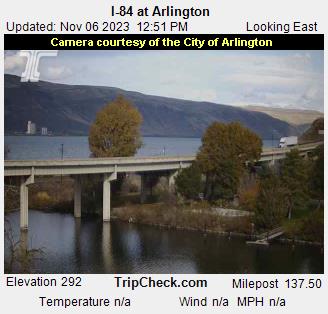 I-84 at Arlington
Updated: Nov 06 2023 12:51 PM Looking East
Camera courtesy of the City of Arlington
Elevation 292 TripCheck.com Milepost 137.50
Temperature n/a Wind n/a MPH n/a